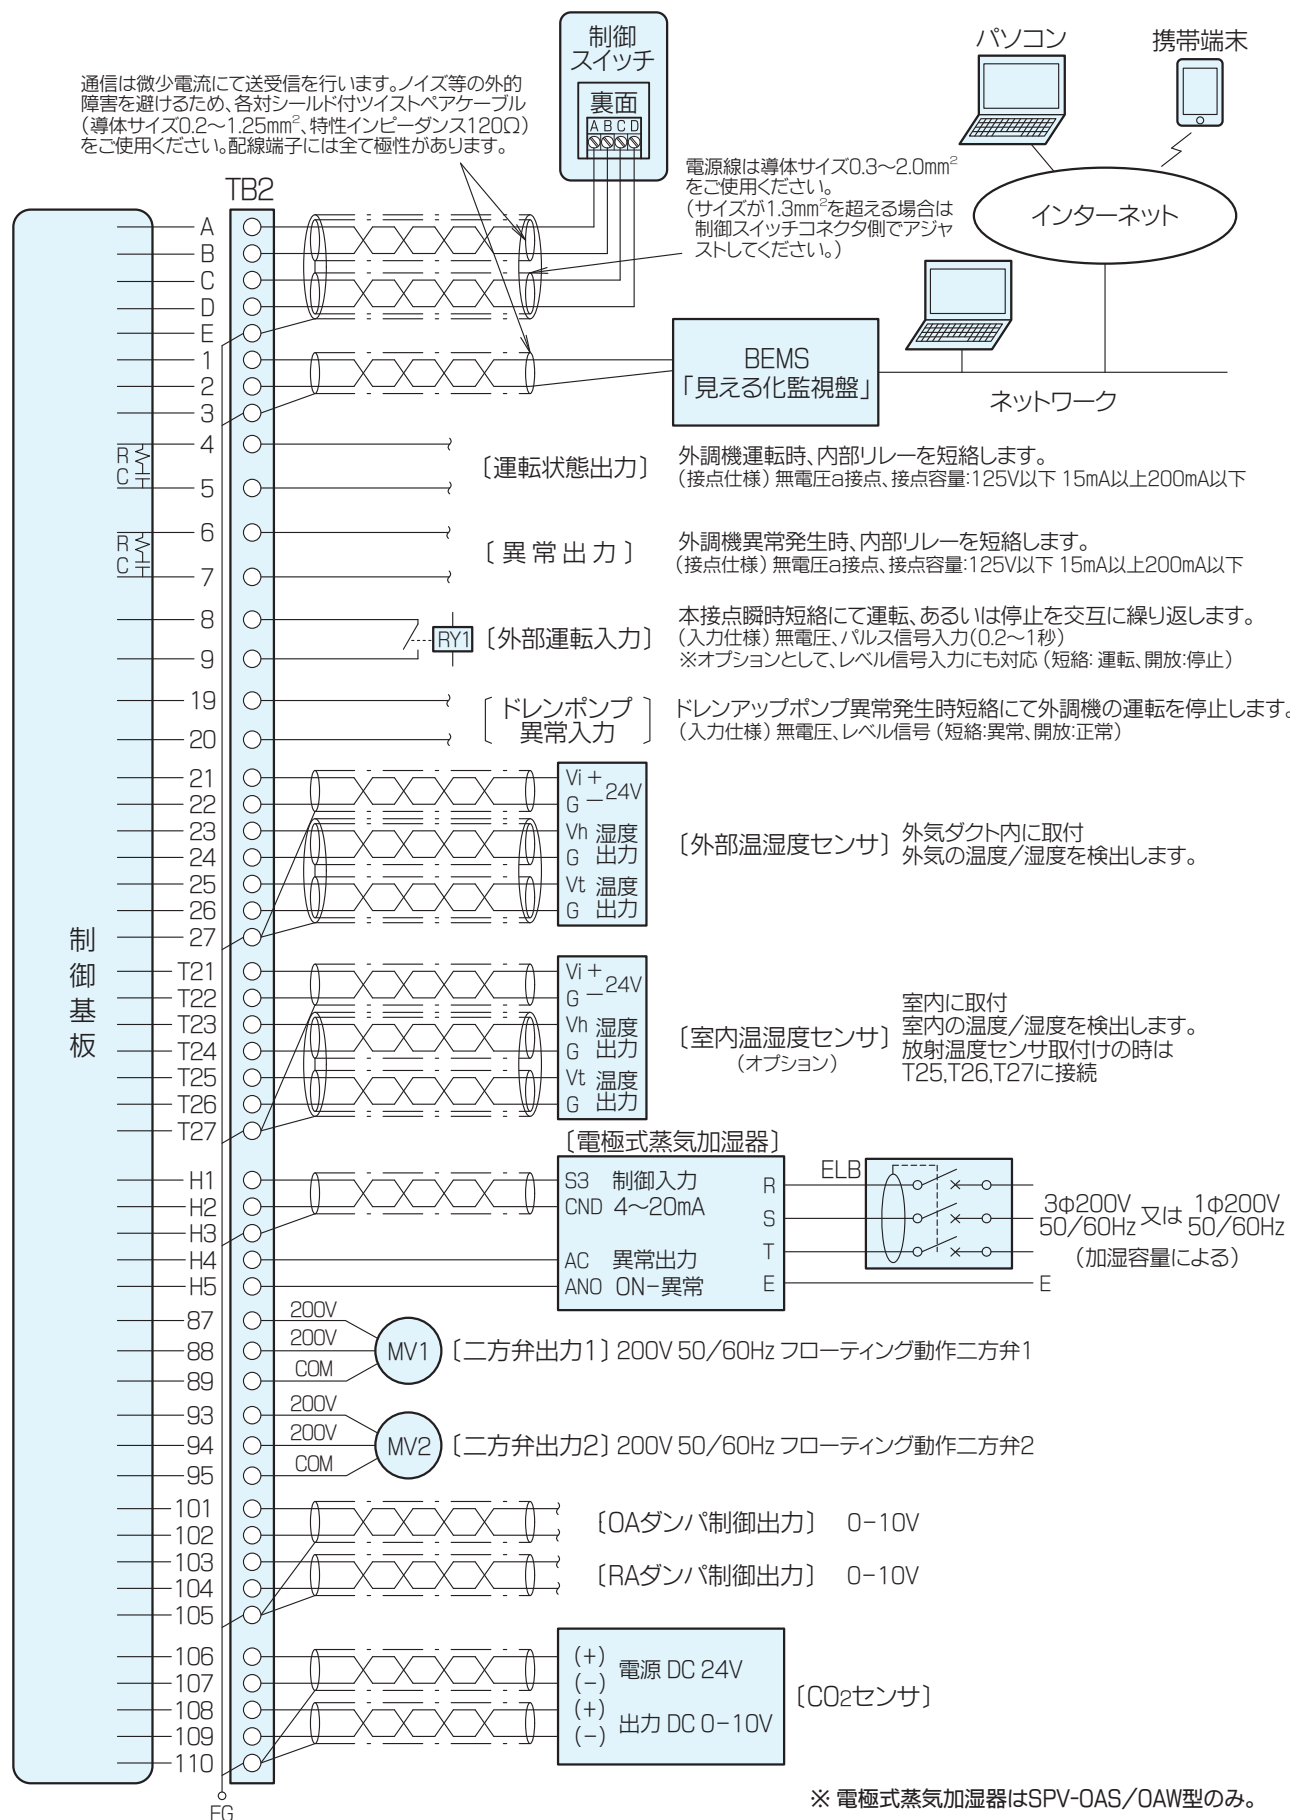 制御
スイッチ
裏面
A B C D
パソコン
携帯端末
通信は微少電流にて送受信を行います。ノイズ等の外的
障害を避けるため、各対シールド付ツイストペアケーブル
(導体サイズ0.2～1.25mm²、特性インピーダンス120Ω)
をご使用ください。配線端子には全て極性があります。
電源線は導体サイズ0.3～2.0mm²
をご使用ください。
(サイズが1.3mm²を超える場合は
制御スイッチコネクタ側でアジャ
ストしてください。)
インターネット
TB2
A
B
C
D
E
1
2
3
BEMS
「見える化監視盤」
ネットワーク
4
R
C
5
〔運転状態出力〕
外調機運転時、内部リレーを短絡します。
(接点仕様) 無電圧a接点、接点容量:125V以下 15mA以上200mA以下
6
R
C
7
〔異常出力〕
外調機異常発生時、内部リレーを短絡します。
(接点仕様) 無電圧a接点、接点容量:125V以下 15mA以上200mA以下
8
9
RY1
〔外部運転入力〕
本接点瞬時短絡にて運転、あるいは停止を交互に繰り返します。
(入力仕様) 無電圧、パルス信号入力(0.2～1秒)
※オプションとして、レベル信号入力にも対応 (短絡: 運転、開放:停止)
19
20
〔ドレンポンプ
異常入力〕
ドレンアップポンプ異常発生時短絡にて外調機の運転を停止します。
(入力仕様) 無電圧、レベル信号 (短絡:異常、開放:正常)
21
22
23
24
25
26
27
Vi + 24V
G −
Vh 湿度
G 出力
Vt 温度
G 出力
〔外部温湿度センサ〕
外気ダクト内に取付
外気の温度/湿度を検出します。
制御基板
T21
T22
T23
T24
T25
T26
T27
Vi + 24V
G −
Vh 湿度
G 出力
Vt 温度
G 出力
〔室内温湿度センサ〕
(オプション)
室内に取付
室内の温度/湿度を検出します。
放射温度センサ取付けの時は
T25,T26,T27に接続
〔電極式蒸気加湿器〕
H1
H2
H3
H4
H5
S3 制御入力
CND 4～20mA
AC 異常出力
ANO ON−異常
R
S
T
E
ELB
3φ200V
50/60Hz
又は
1φ200V
50/60Hz
(加湿容量による)
E
87
88
89
200V
200V
COM
MV1
〔二方弁出力1〕200V 50/60Hz フローティング動作二方弁1
93
94
95
200V
200V
COM
MV2
〔二方弁出力2〕200V 50/60Hz フローティング動作二方弁2
101
102
103
104
105
〔OAダンパ制御出力〕 0−10V
〔RAダンパ制御出力〕 0−10V
106
107
108
109
110
(+)
(−)
電源 DC 24V
(+)
(−)
出力 DC 0−10V
〔CO2センサ〕
EG
※ 電極式蒸気加湿器はSPV-OAS/OAW型のみ。